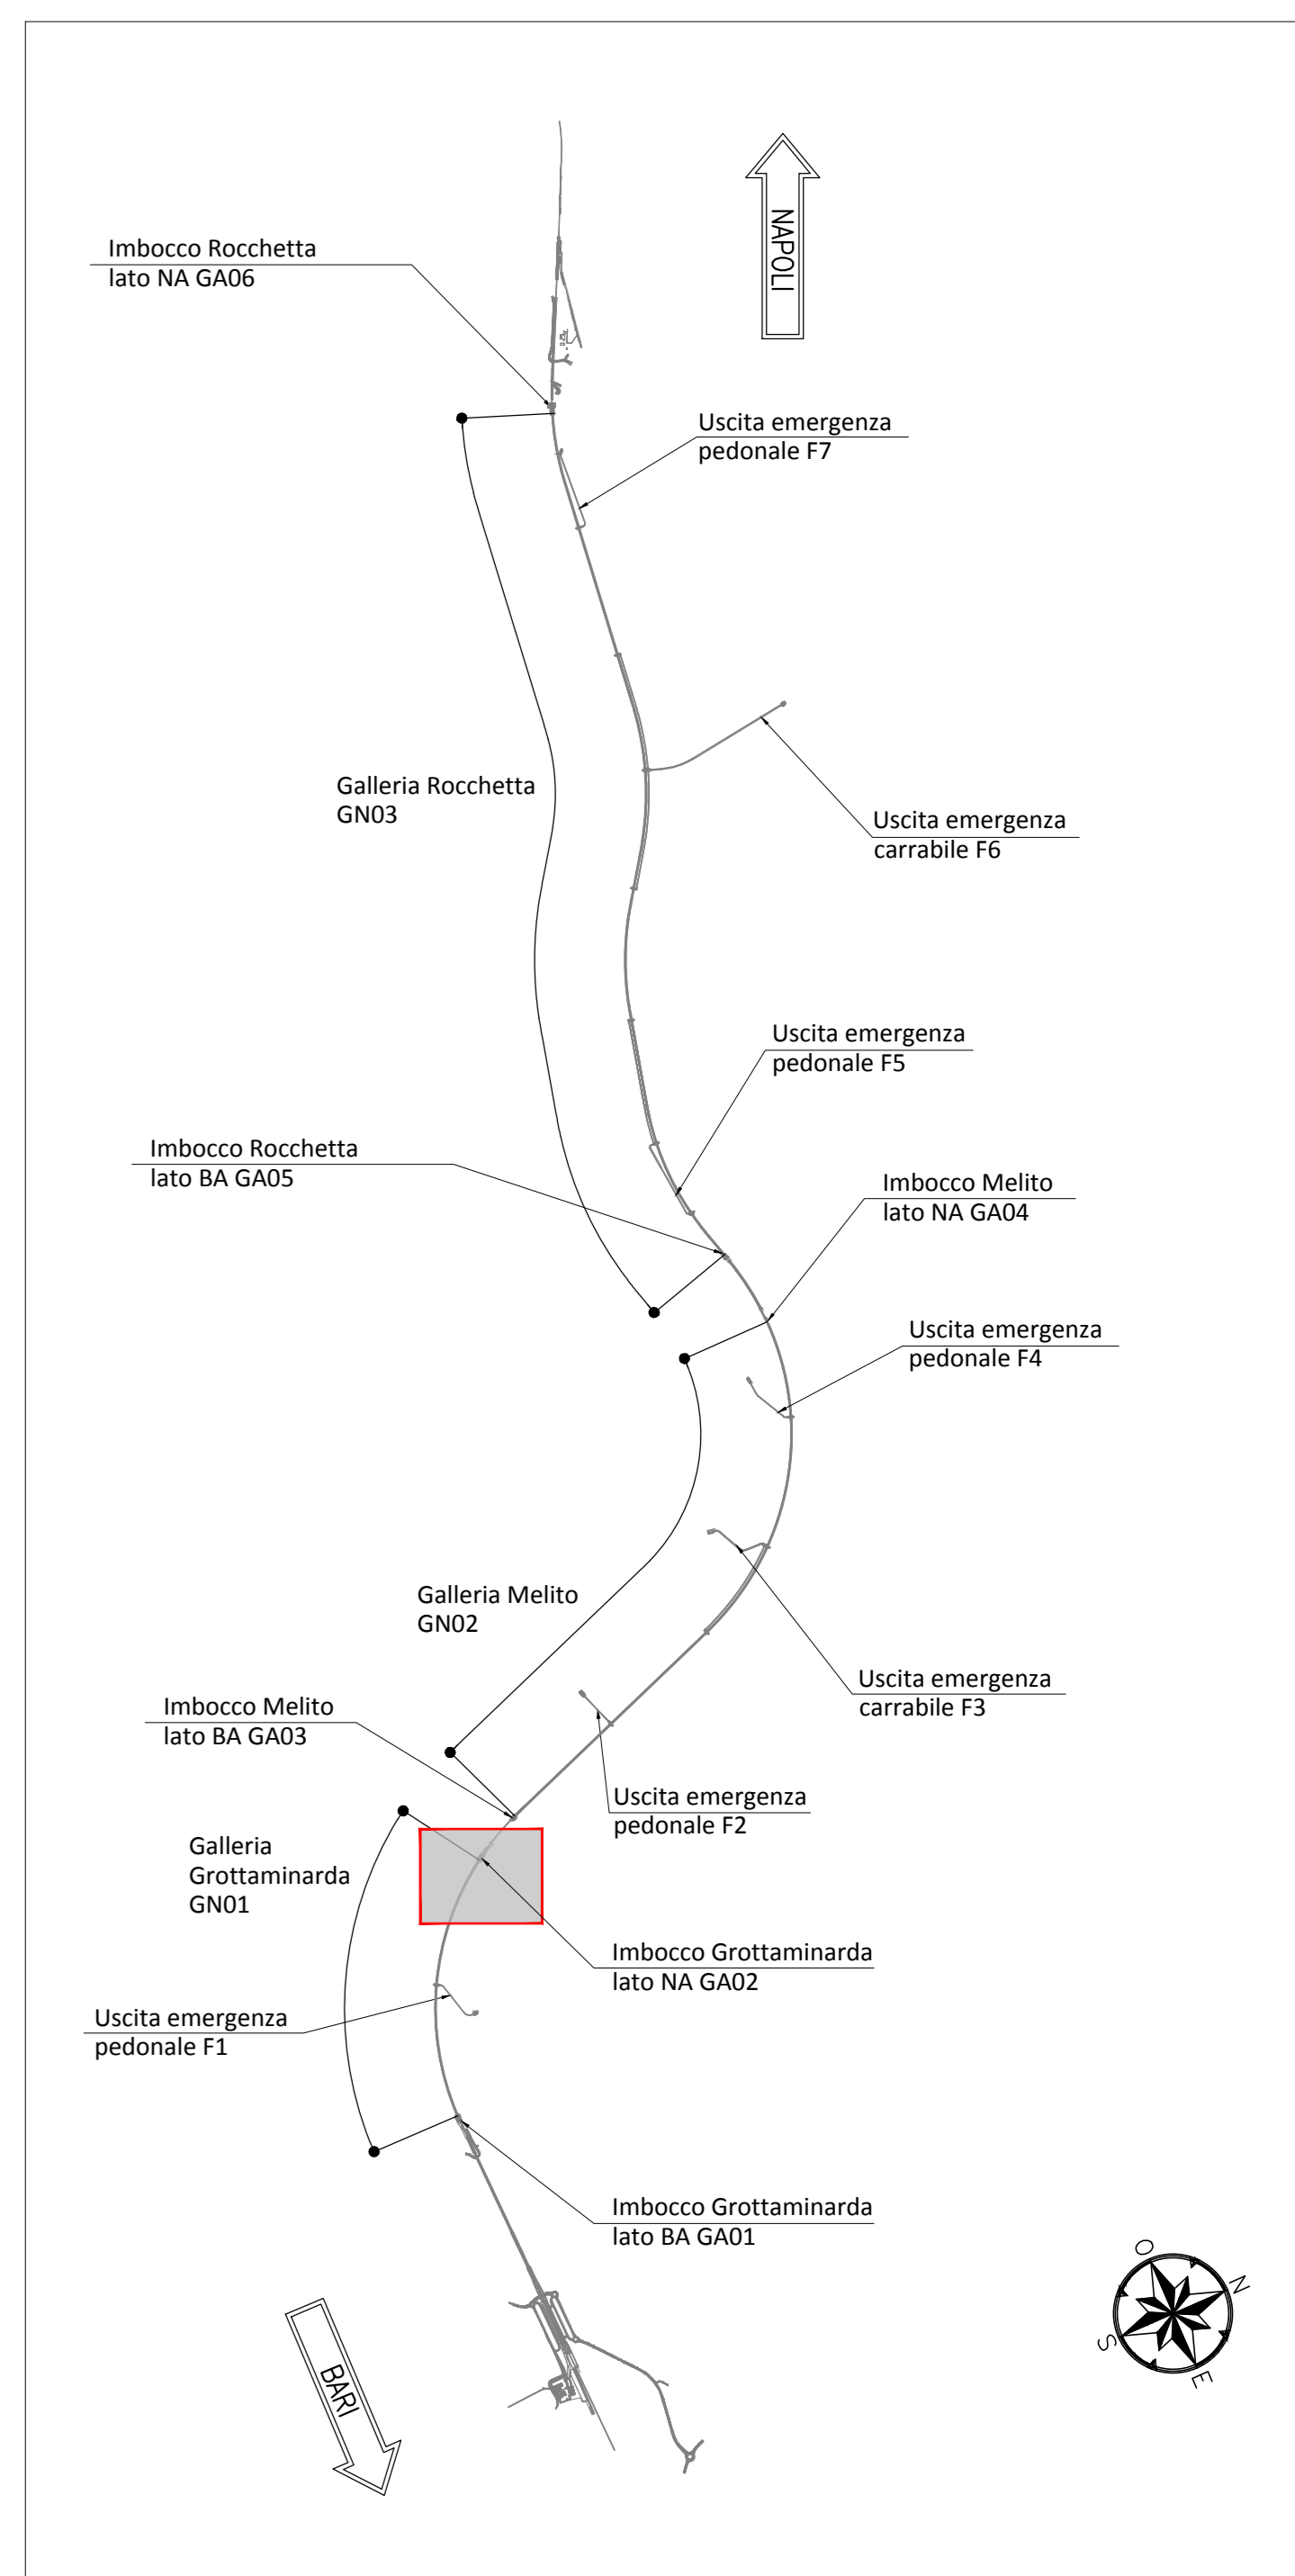 NAPOLI
Imbocco Rocchetta
lato NA GA06
Uscita emergenza
pedonale F7
Galleria Rocchetta
GN03
Uscita emergenza
carrabile F6
Uscita emergenza
pedonale F5
Imbocco Rocchetta
lato BA GA05
Imbocco Melito
lato NA GA04
Uscita emergenza
pedonale F4
Galleria Melito
GN02
Uscita emergenza
carrabile F3
Imbocco Melito
lato BA GA03
Uscita emergenza
pedonale F2
Galleria
Grottaminarda
GN01
Imbocco Grottaminarda
lato NA GA02
Uscita emergenza
pedonale F1
Imbocco Grottaminarda
lato BA GA01
BARI
O
N
S
E